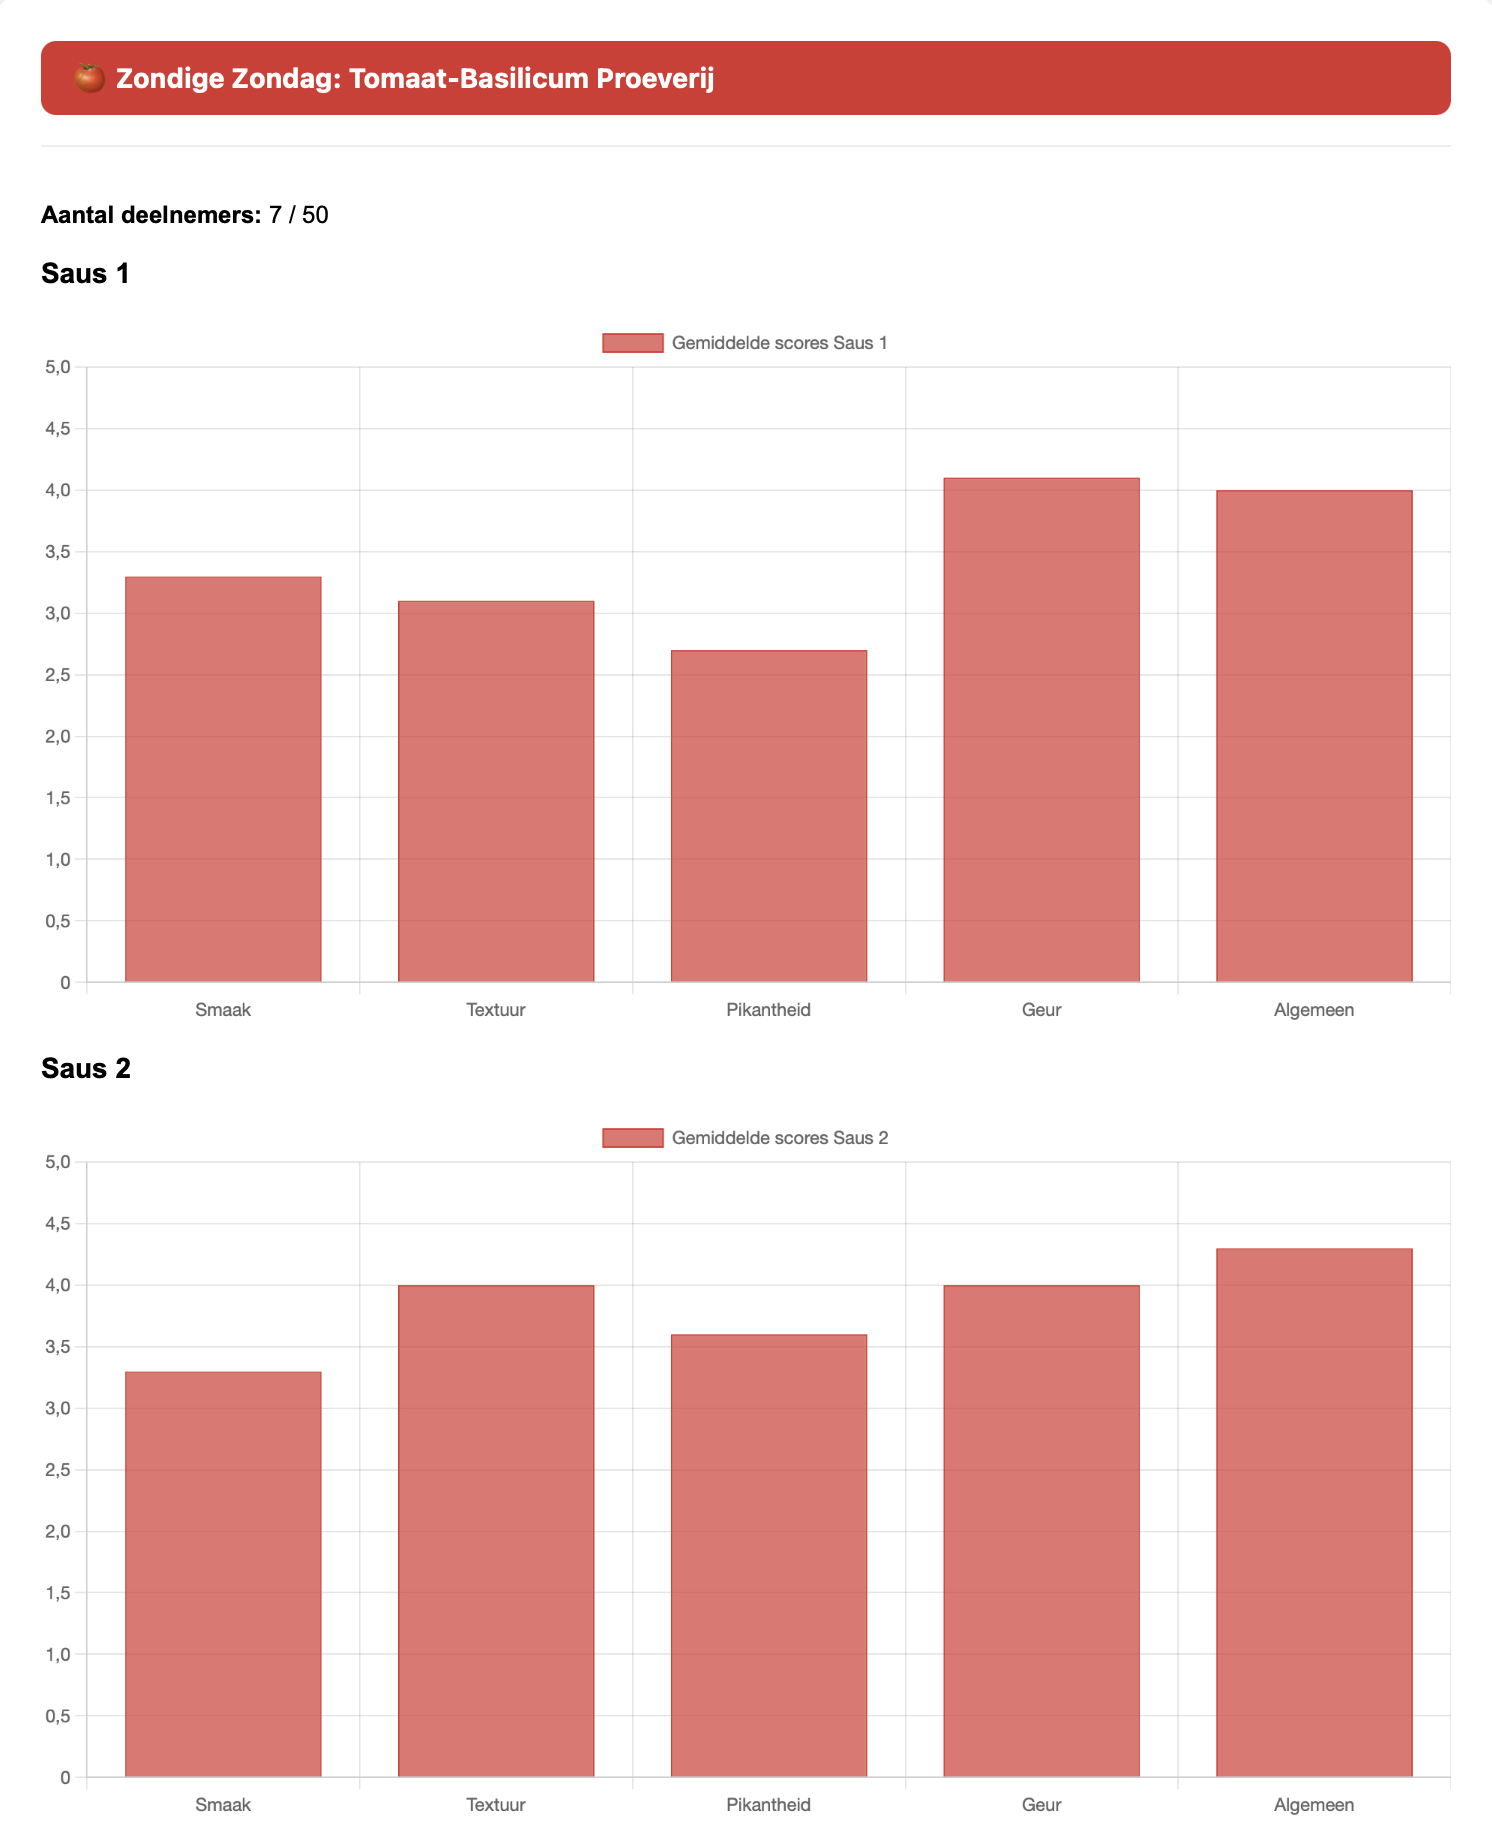 🍅 Zondige Zondag: Tomaat-Basilicum Proeverij
Aantal deelnemers: 7 / 50
Saus 1
Gemiddelde scores Saus 1
5,0
4,5
4,0
3,5
3,0
2,5
2,0
1,5
1,0
0,5
0
Smaak Textuur Pikantheid Geur Algemeen
Saus 2
Gemiddelde scores Saus 2
5,0
4,5
4,0
3,5
3,0
2,5
2,0
1,5
1,0
0,5
0
Smaak Textuur Pikantheid Geur Algemeen